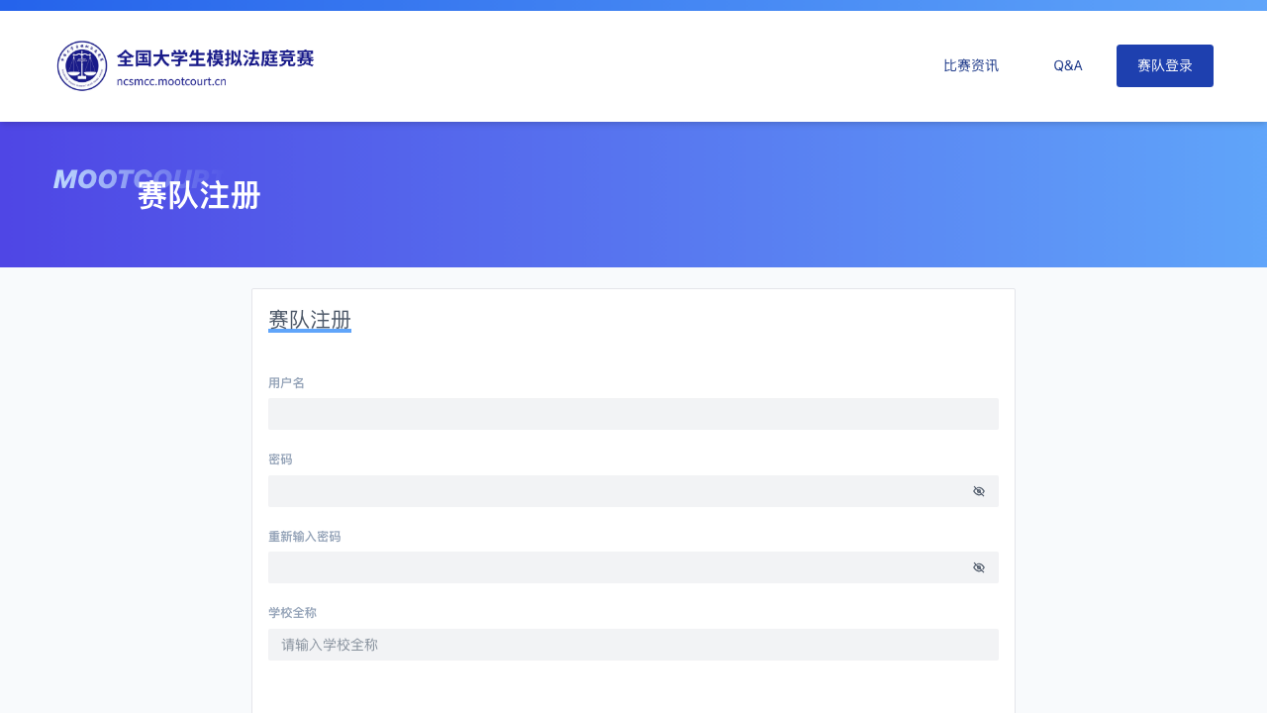 全国大学生模拟法庭竞赛
ncsmcc.mootcourt.cn
比赛资讯
Q&A
赛队登录
MOOTCOURT
赛队注册
赛队注册
用户名
密码
重新输入密码
学校全称
请输入学校全称